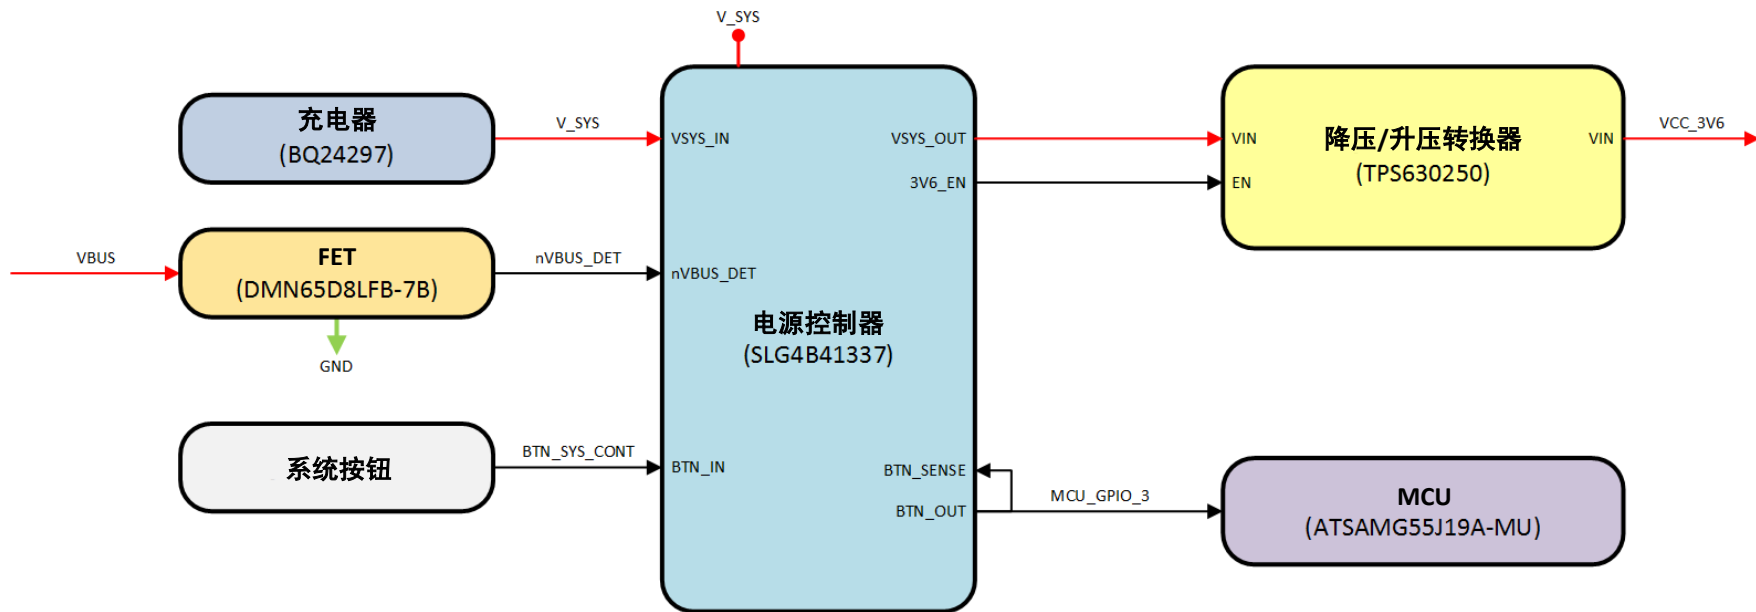 V_SYS
充电器
(BQ24297)
V_SYS
VSYS_IN
VSYS_OUT
VIN
降压/升压转换器
(TPS630250)
VIN
VCC_3V6
3V6_EN
EN
VBUS
FET
(DMN65D8LFB-7B)
nVBUS_DET
nVBUS_DET
GND
电源控制器
(SLG4B41337)
系统按钮
BTN_SYS_CONT
BTN_IN
BTN_SENSE
BTN_OUT
MCU_GPIO_3
MCU
(ATSAMG55J19A-MU)